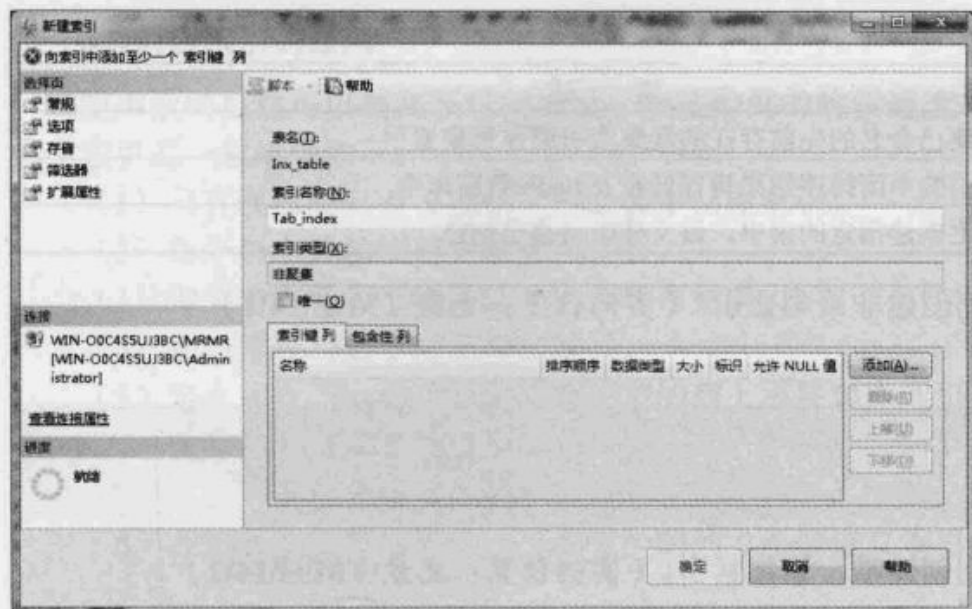 新建索引
向索引中添加至少一个 索引键 列
选择页
常规
选项
存储
筛选器
扩展属性
脚本
帮助
表名(T):
Inx_table
索引名称(N):
Tab_index
索引类型(X):
非聚集
唯一(Q)
索引键 列
包含性 列
名称
排序顺序
数据类型
大小
标识
允许 NULL 值
添加(A)...
删除(R)
上移(U)
下移(D)
连接
WIN-O0C4S5UJ3BC\MRMR
[WIN-O0C4S5UJ3BC\Admin
istrator]
查看连接属性
进度
就绪
确定
取消
帮助